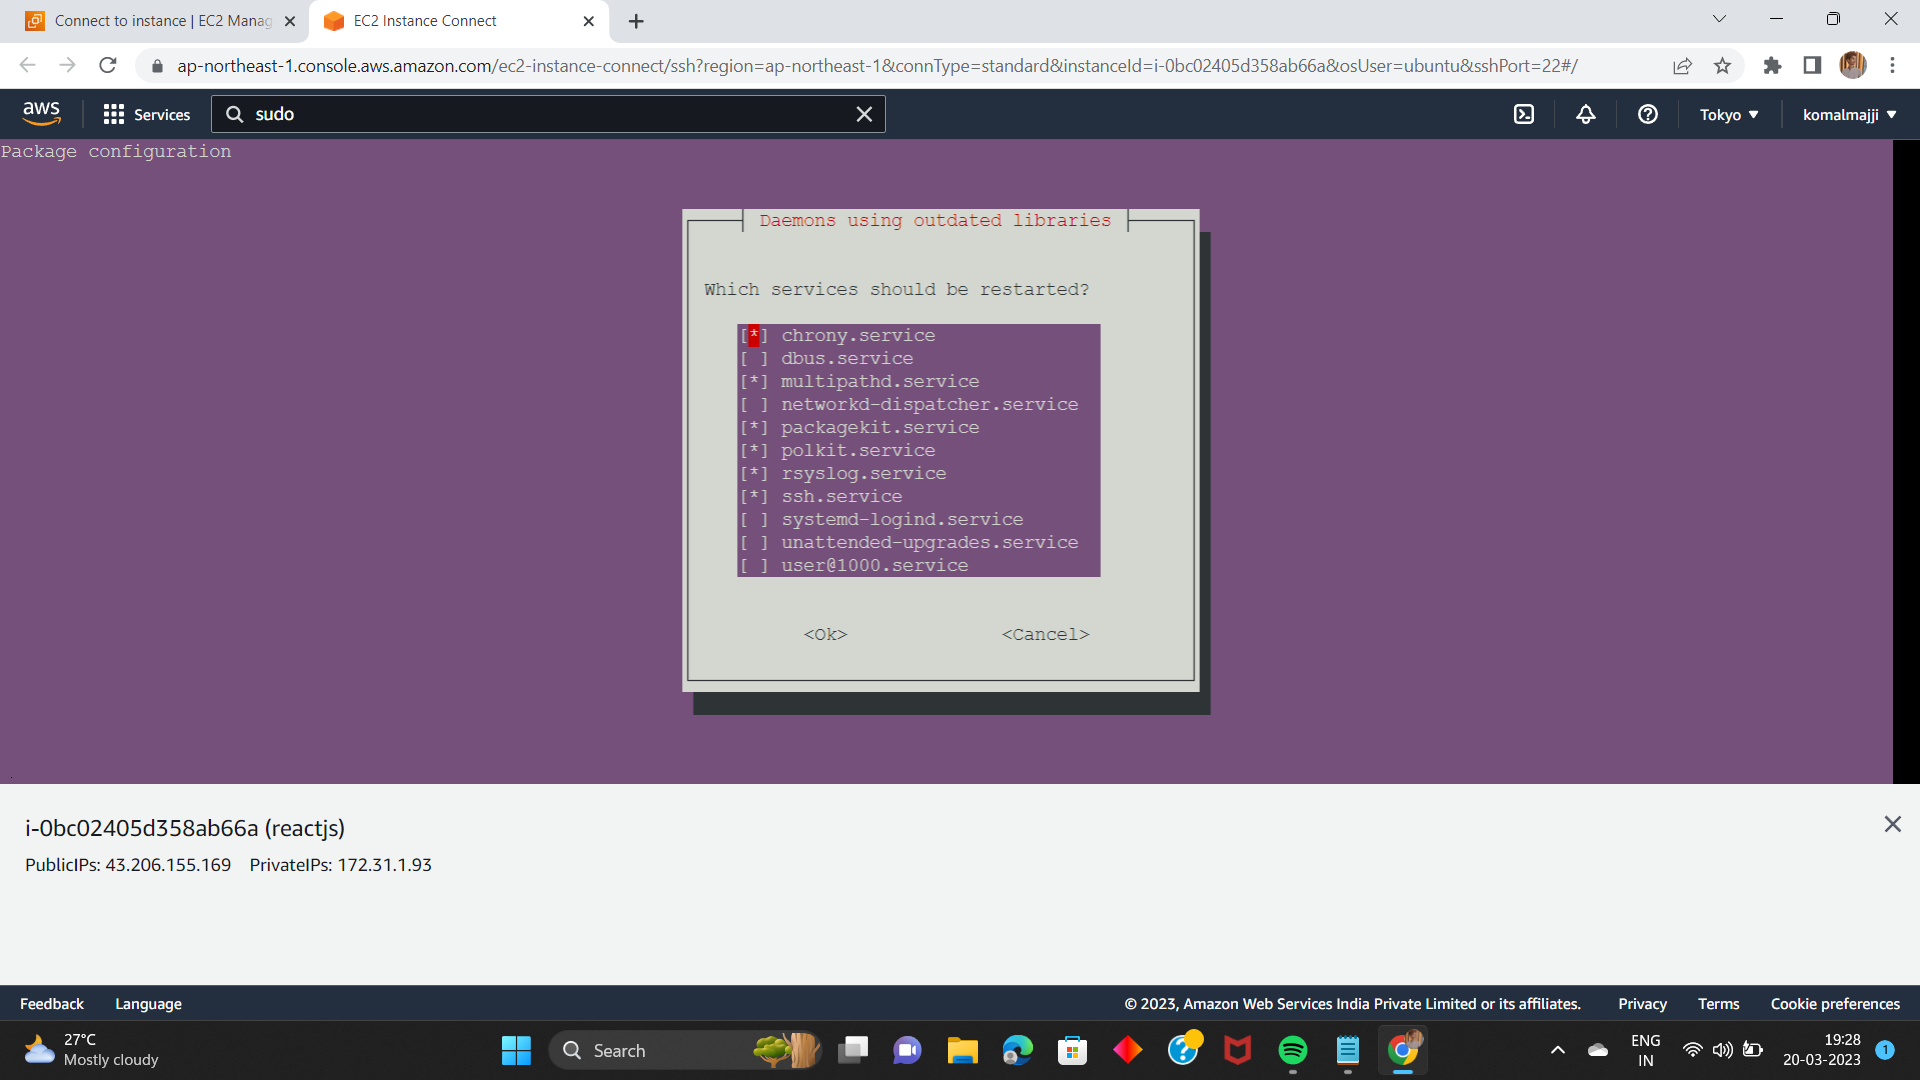 Connect to instance | EC2 Manag
EC2 Instance Connect
ap-northeast-1.console.aws.amazon.com/ec2-instance-connect/ssh?region=ap-northeast-1&connType=standard&instanceId=i-0bc02405d358ab66a&osUser=ubuntu&sshPort=22#/
aws
Services
sudo
Tokyo ▼
komalmajji ▼
Package configuration
Daemons using outdated libraries
Which services should be restarted?
[*] chrony.service
[ ] dbus.service
[*] multipathd.service
[ ] networkd-dispatcher.service
[*] packagekit.service
[*] polkit.service
[*] rsyslog.service
[*] ssh.service
[ ] systemd-logind.service
[ ] unattended-upgrades.service
[ ] user@1000.service
<Ok> <Cancel>
i-0bc02405d358ab66a (reactjs)
PublicIPs: 43.206.155.169 PrivateIPs: 172.31.1.93
Feedback Language
© 2023, Amazon Web Services India Private Limited or its affiliates. Privacy Terms Cookie preferences
27°C
Mostly cloudy
Search
ENG
IN
19:28
20-03-2023
1